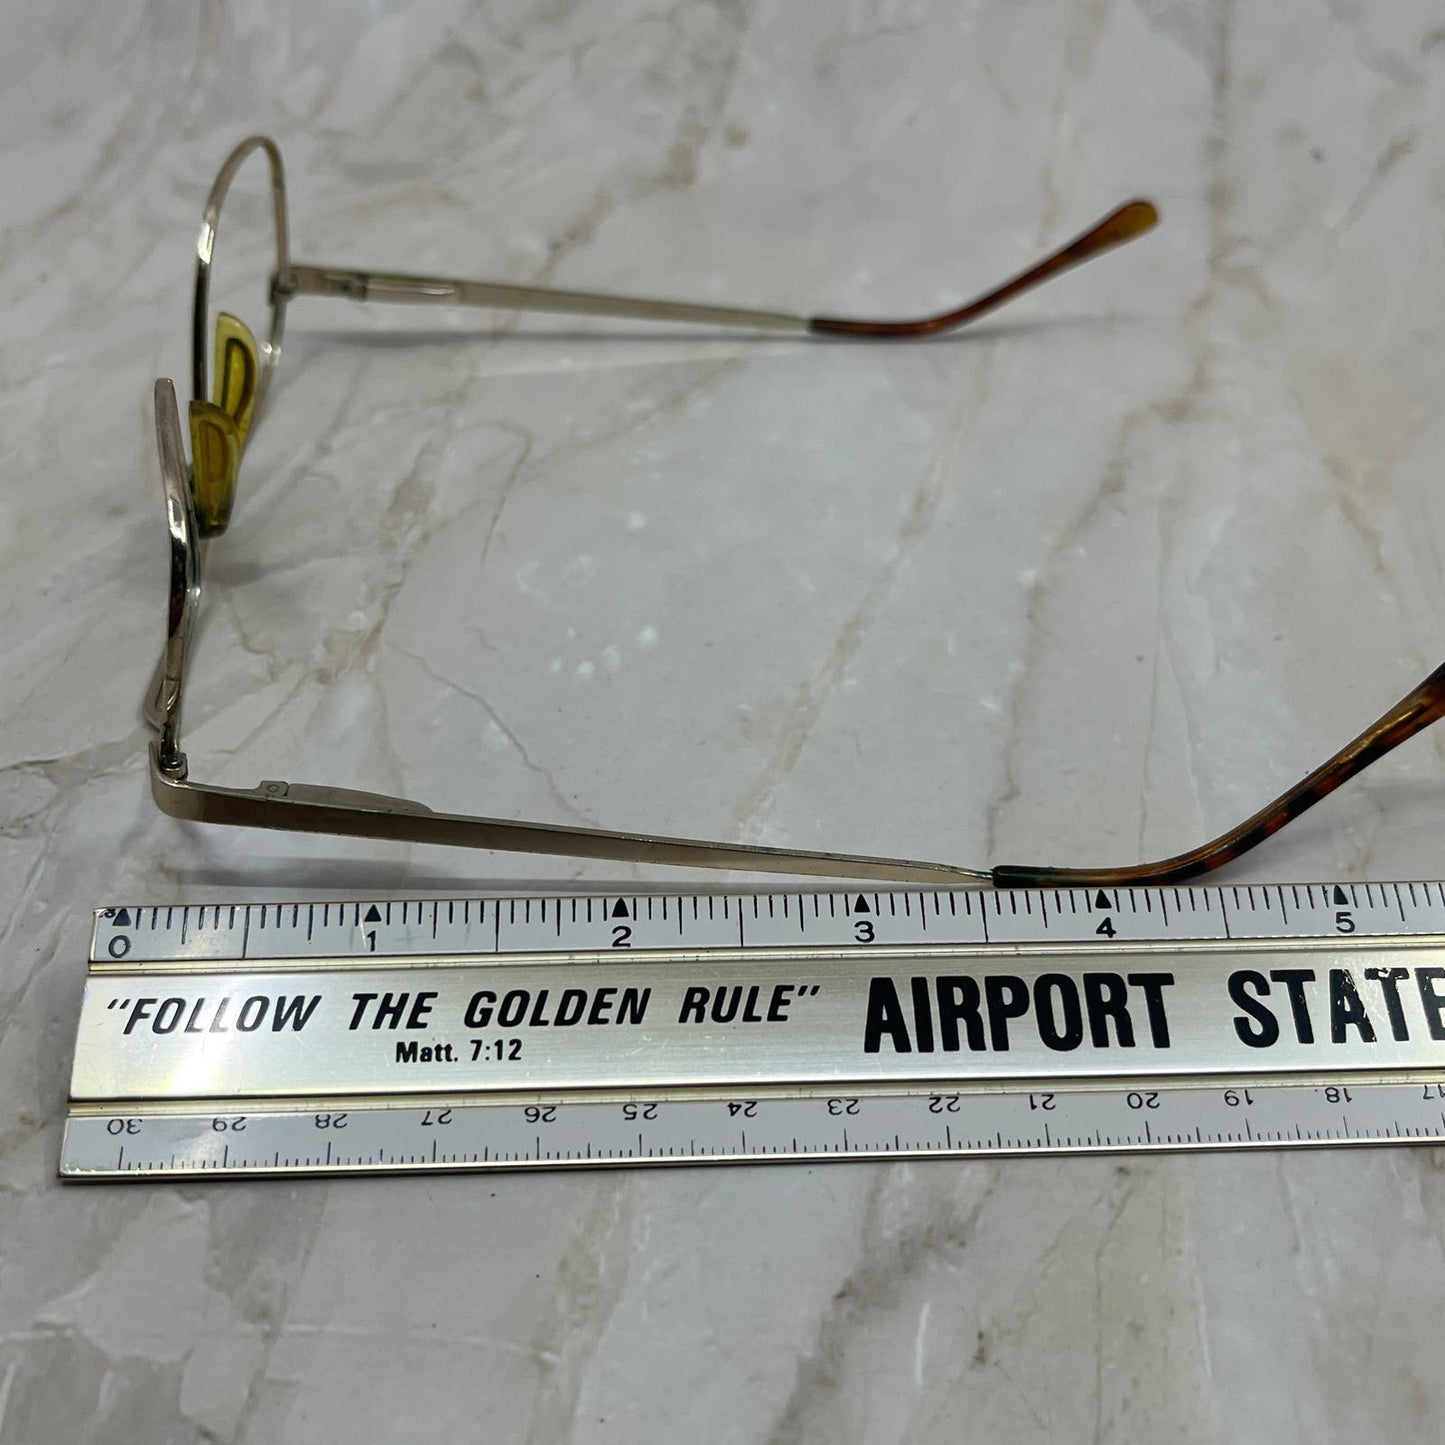 0 1 2 3 4 5
"FOLLOW THE GOLDEN RULE" AIRPORT STATE
Matt. 7:12
30 29 28 27 26 25 24 23 22 21 20 19 18 17